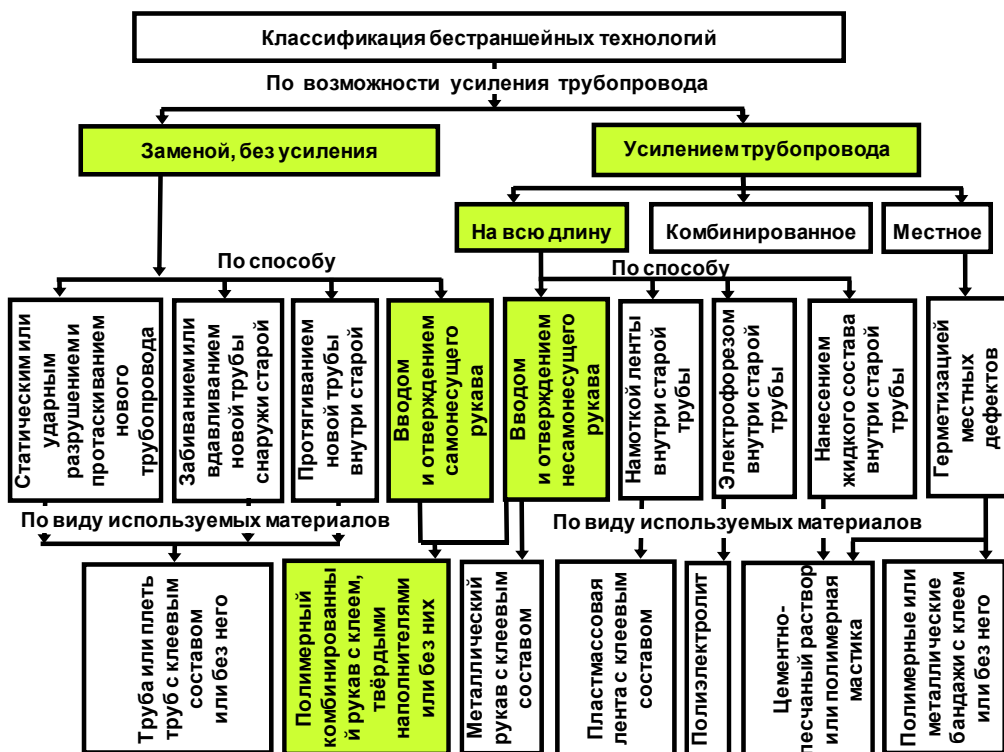 Классификация бестраншейных технологий
По возможности усиления трубопровода
Заменой, без усиления
Усилением трубопровода
На всю длину
Комбинированное
Местное
По способу
По способу
Статическим или
ударным
разрушением и
протаскиванием
нового
трубопровода
Забиванием или
вдавливанием
новой трубы
снаружи старой
Протягиванием
новой трубы
внутри старой
Вводом
и отверждением
самонесущего
рукава
Вводом
и отверждением
несамонесущего
рукава
Намоткой ленты
внутри старой
трубы
Электрофорезом
внутри старой
трубы
Нанесением
жидкого состава
внутри старой
трубы
Герметизацией
местных
дефектов
По виду используемых материалов
По виду используемых материалов
Труба или плеть
труб с клеевым
составом
или без него
Полимерный
комбинированны
й рукав с клеем,
твёрдыми
наполнителями
или без них
Металлический
рукав с клеевым
составом
Пластмассовая
лента с клеевым
составом
Полиэлектролит
Цементно-
песчаный раствор
или полимерная
мастика
Полимерные или
металлические
бандажи с клеем
или без него